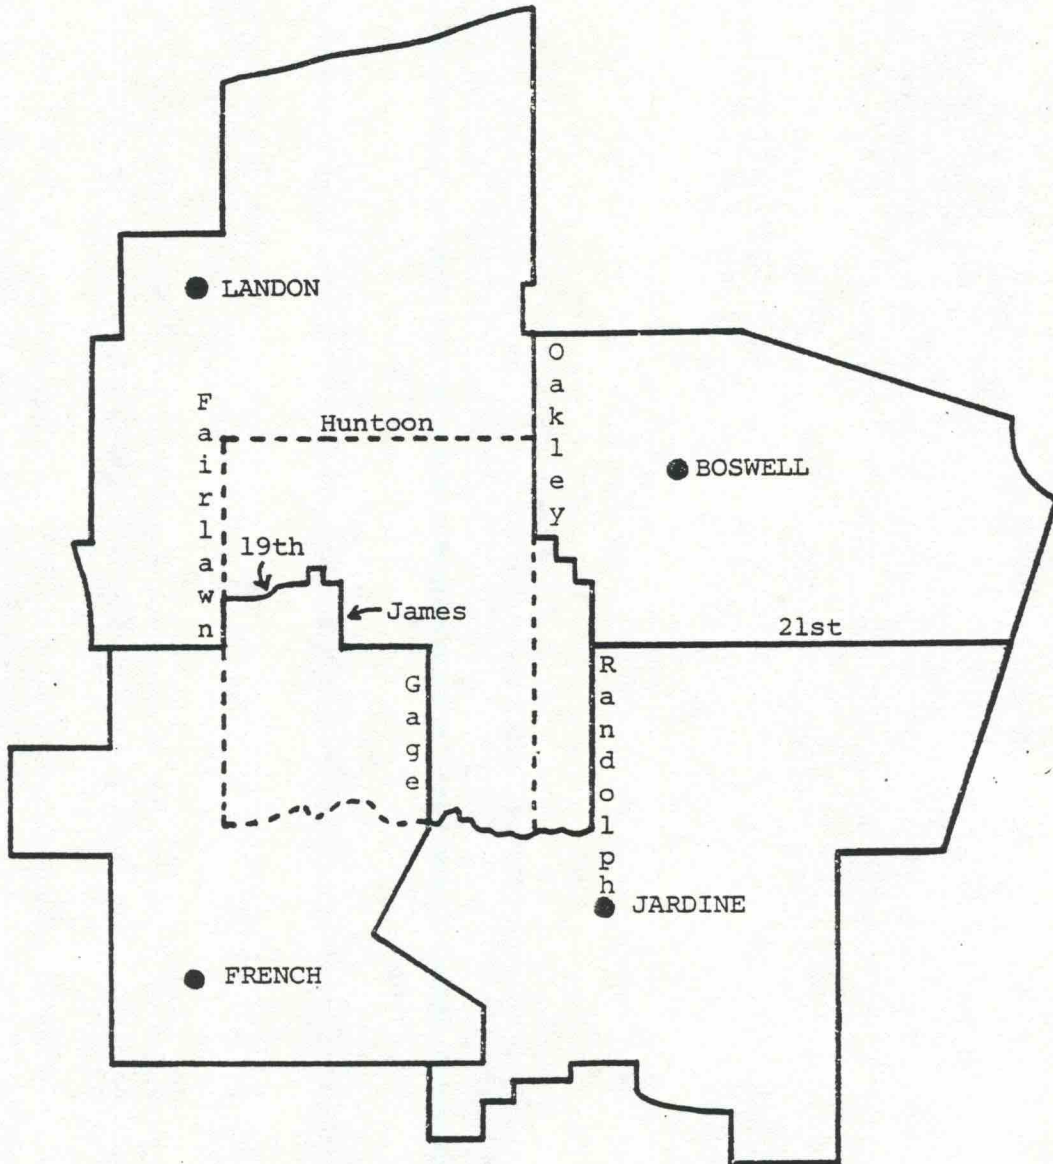 LANDON
Oakley
Fairlawn
Huntoon
BOSWELL
19th
James
21st
Gage
Randolph
JARDINE
FRENCH